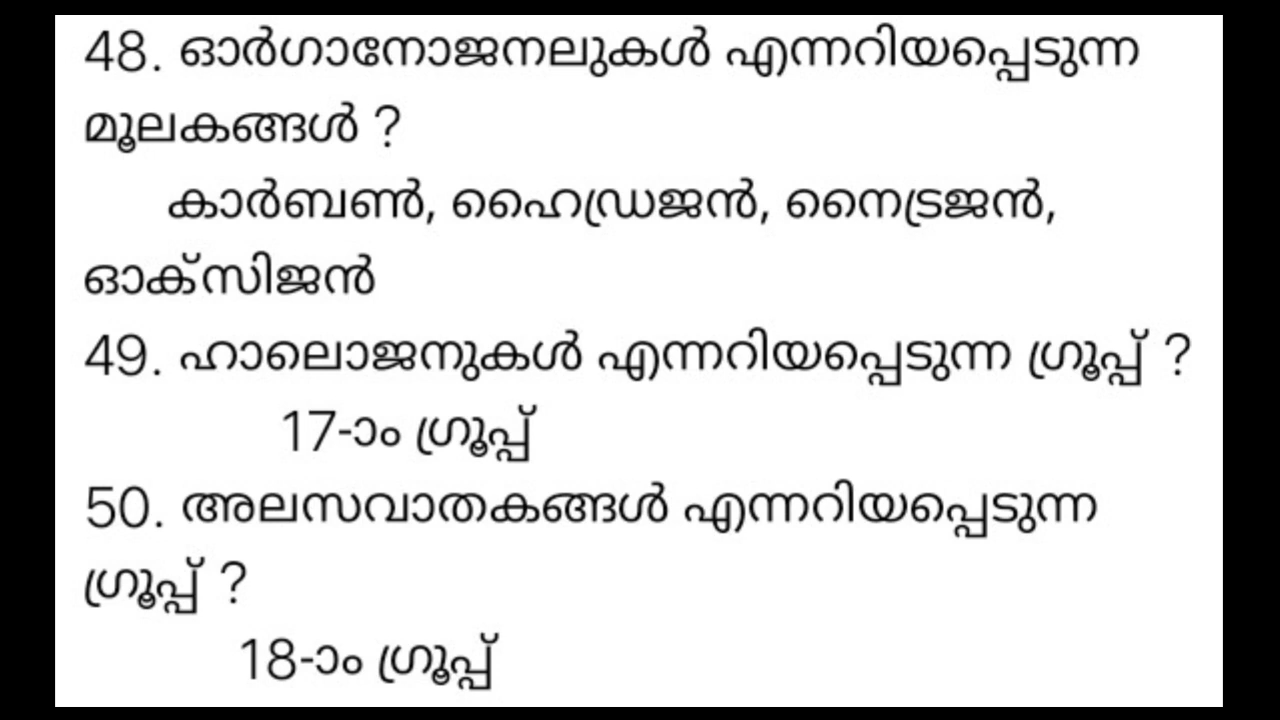 48. ഓർഗാനോജനലുകൾ എന്നറിയപ്പെടുന്ന
മൂലകങ്ങൾ ?
കാർബൺ, ഹൈഡ്രജൻ, നൈട്രജൻ,
ഓക്സിജൻ
49. ഹാലൊജനുകൾ എന്നറിയപ്പെടുന്ന ഗ്രൂപ്പ് ?
17-ാം ഗ്രൂപ്പ്
50. അലസവാതകങ്ങൾ എന്നറിയപ്പെടുന്ന
ഗ്രൂപ്പ് ?
18-ാം ഗ്രൂപ്പ്